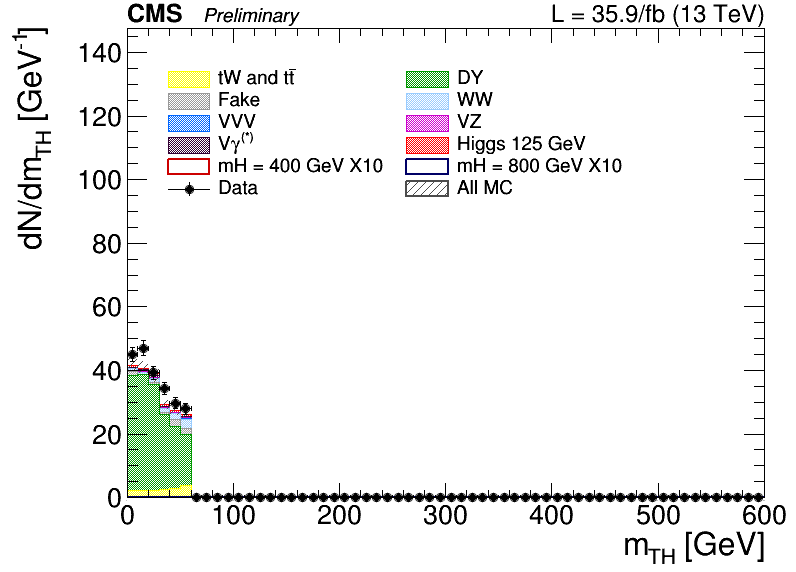 CMS Preliminary L = 35.9/fb (13 TeV)
dN/dm_TH [GeV⁻¹]
140
120
100
80
60
40
20
0
tW and tt̄ DY
Fake WW
VVV VZ
Vγ(*) Higgs 125 GeV
mH = 400 GeV X10 mH = 800 GeV X10
Data All MC
0 100 200 300 400 500 600
m_TH [GeV]